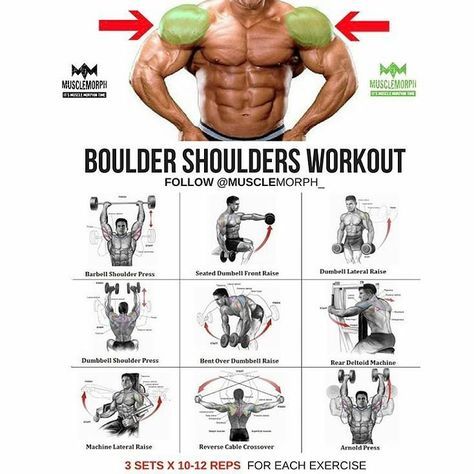 MUSCLEMORPH
IT'S MUSCLE MORPHIN TIME
MUSCLEMORPH
IT'S MUSCLE MORPHIN TIME
BOULDER SHOULDERS WORKOUT
FOLLOW @MUSCLEMORPH_
Barbell Shoulder Press
Seated Dumbell Front Raise
Dumbell Lateral Raise
Dumbbell Shoulder Press
Bent Over Dumbbell Raise
Rear Deltoid Machine
Machine Lateral Raise
Reverse Cable Crossover
Arnold Press
3 SETS X 10-12 REPS FOR EACH EXERCISE